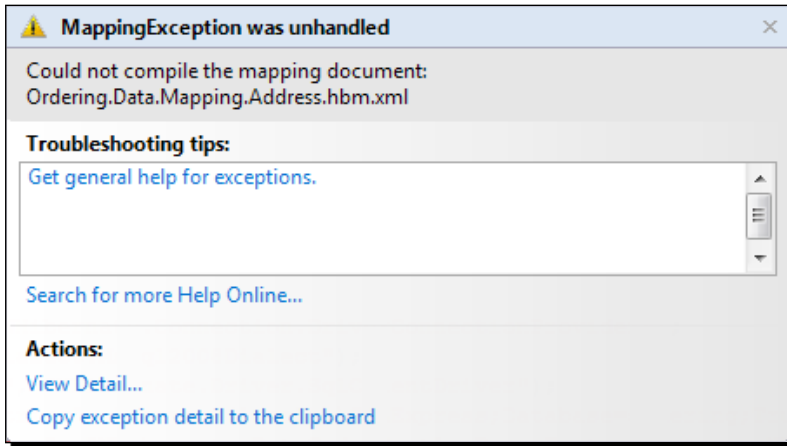 MappingException was unhandled
Could not compile the mapping document:
Ordering.Data.Mapping.Address.hbm.xml
Troubleshooting tips:
Get general help for exceptions.
Search for more Help Online...
Actions:
View Detail...
Copy exception detail to the clipboard